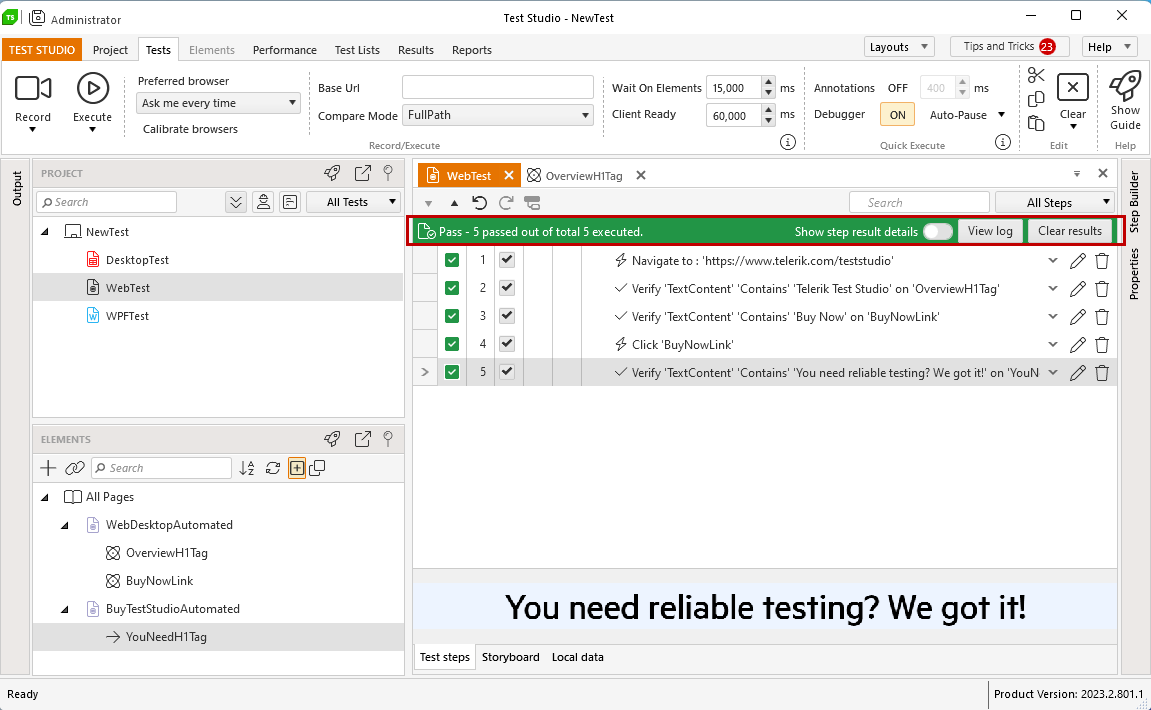 TS Administrator Test Studio - NewTest
TEST STUDIO Project Tests Elements Performance Test Lists Results Reports Layouts Tips and Tricks 23 Help
Record
Execute
Preferred browser
Ask me every time
Calibrate browsers
Base Url
Compare Mode FullPath
Record/Execute
Wait On Elements 15,000 ms
Client Ready 60,000 ms
Annotations OFF 400 ms
Debugger ON Auto-Pause
Quick Execute
Clear
Edit
Show
Guide
Help
Output
PROJECT
Search All Tests
NewTest
DesktopTest
WebTest
WPFTest
ELEMENTS
Search
All Pages
WebDesktopAutomated
OverviewH1Tag
BuyNowLink
BuyTestStudioAutomated
YouNeedH1Tag
WebTest OverviewH1Tag
Search All Steps
Pass - 5 passed out of total 5 executed. Show step result details View log Clear results
1 Navigate to : 'https://www.telerik.com/teststudio'
2 Verify 'TextContent' 'Contains' 'Telerik Test Studio' on 'OverviewH1Tag'
3 Verify 'TextContent' 'Contains' 'Buy Now' on 'BuyNowLink'
4 Click 'BuyNowLink'
5 Verify 'TextContent' 'Contains' 'You need reliable testing? We got it!' on 'YouN
You need reliable testing? We got it!
Test steps Storyboard Local data
Step Builder
Properties
Ready Product Version: 2023.2.801.1